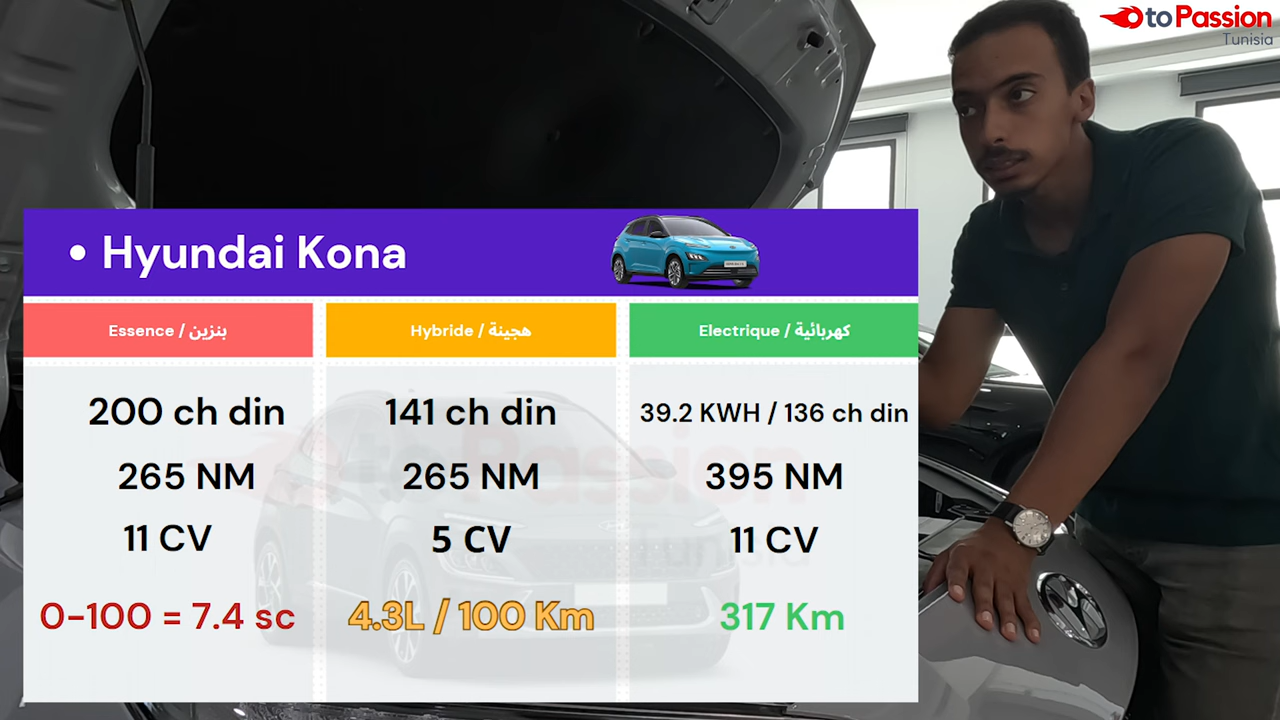 toPassion
Tunisia
• Hyundai Kona
Essence / بنزين
Hybride / هجينة
Electrique / كهربائية
200 ch din
141 ch din
39.2 KWH / 136 ch din
265 NM
265 NM
395 NM
11 CV
5 CV
11 CV
0-100 = 7.4 sc
4.3L / 100 Km
317 Km